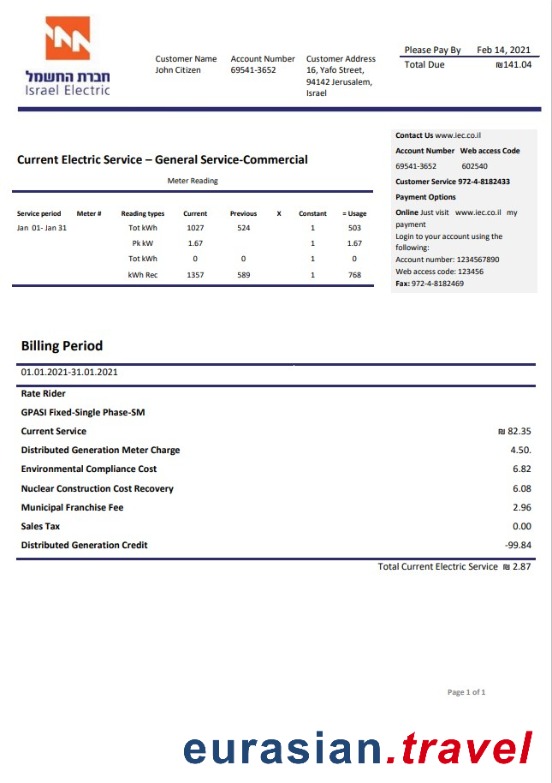 חברת החשמל
Israel Electric
Customer Name
John Citizen
Account Number
69541-3652
Customer Address
16, Yafo Street,
94142 Jerusalem,
Israel
Please Pay By Feb 14, 2021
Total Due ₪141.04
Current Electric Service – General Service-Commercial
Meter Reading
Service period Meter # Reading types Current Previous X Constant = Usage
Jan 01- Jan 31 Tot kWh 1027 524 1 503
Pk kW 1.67 1 1.67
Tot kWh 0 0 1 0
kWh Rec 1357 589 1 768
Contact Us www.iec.co.il
Account Number Web access Code
69541-3652 602540
Customer Service 972-4-8182433
Payment Options
Online Just visit www.iec.co.il my
payment
Login to your account using the
following:
Account number: 1234567890
Web access code: 123456
Fax: 972-4-8182469
Billing Period
01.01.2021-31.01.2021
Rate Rider
GPASI Fixed-Single Phase-SM
Current Service ₪ 82.35
Distributed Generation Meter Charge 4.50.
Environmental Compliance Cost 6.82
Nuclear Construction Cost Recovery 6.08
Municipal Franchise Fee 2.96
Sales Tax 0.00
Distributed Generation Credit -99.84
Total Current Electric Service ₪ 2.87
Page 1 of 1
eurasian.travel